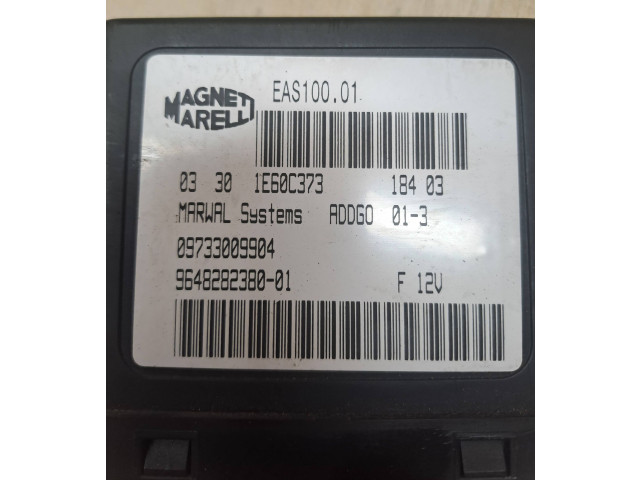 MAGNETI
MARELLI
EAS100.01
03 30 1E60C373 184 03
MARWAL Systems ADDGO 01-3
09733009904
9648282380-01 F 12V